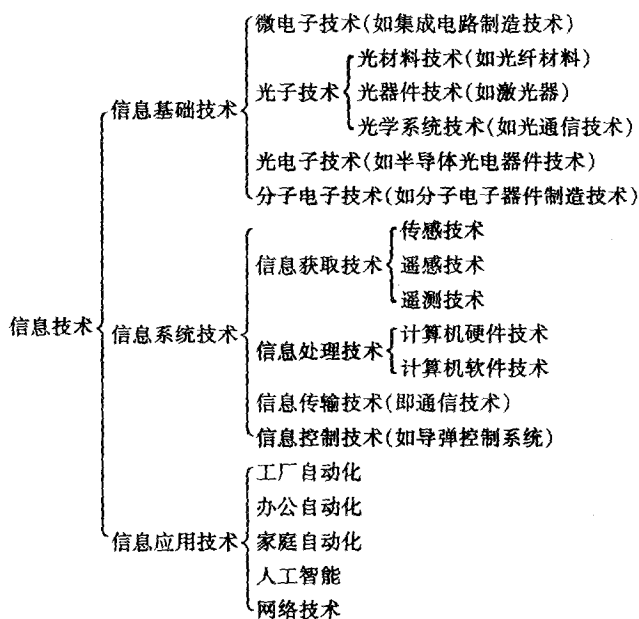 微电子技术(如集成电路制造技术)
光材料技术(如光纤材料)
光子技术
光器件技术(如激光器)
信息基础技术
光学系统技术(如光通信技术)
光电子技术(如半导体光电器件技术)
分子电子技术(如分子电子器件制造技术)
传感技术
信息获取技术
遥感技术
遥测技术
信息技术
信息系统技术
计算机硬件技术
信息处理技术
计算机软件技术
信息传输技术(即通信技术)
信息控制技术(如导弹控制系统)
工厂自动化
办公自动化
信息应用技术
家庭自动化
人工智能
网络技术